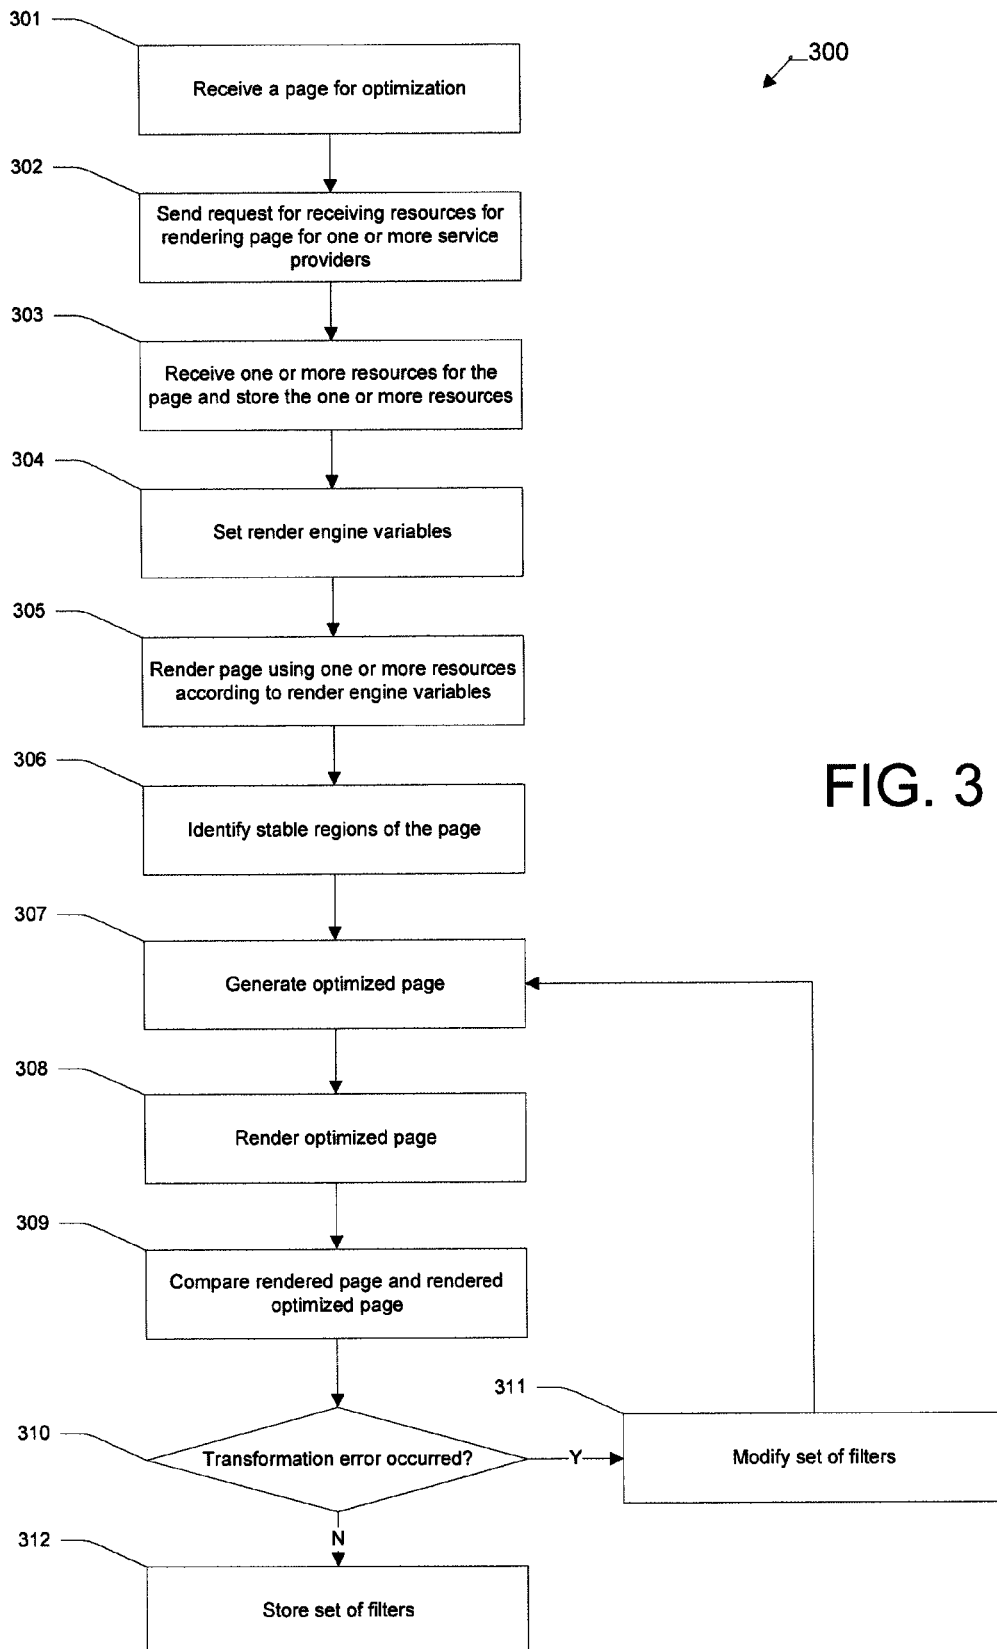 301
Receive a page for optimization
300
302
Send request for receiving resources for
rendering page for one or more service
providers
303
Receive one or more resources for the
page and store the one or more resources
304
Set render engine variables
305
Render page using one or more resources
according to render engine variables
306
Identify stable regions of the page
FIG. 3
307
Generate optimized page
308
Render optimized page
309
Compare rendered page and rendered
optimized page
310
Transformation error occurred?
Y
311
Modify set of filters
N
312
Store set of filters